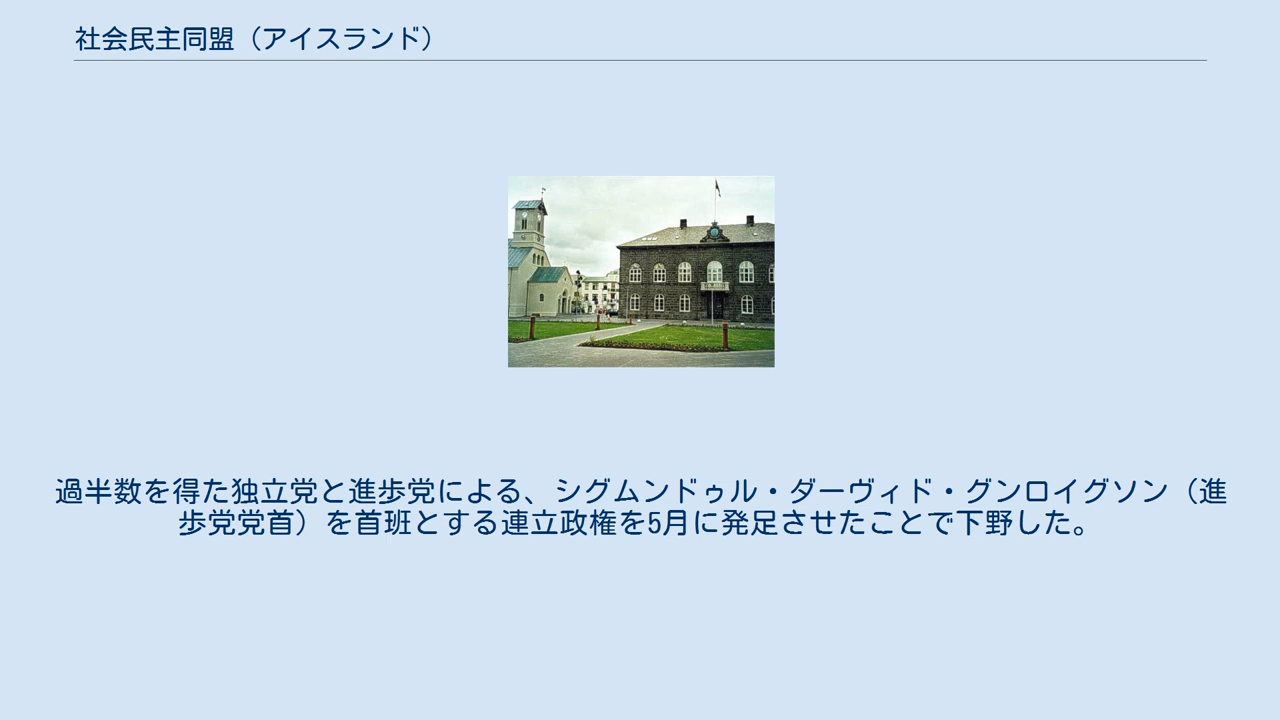 社会民主同盟（アイスランド）
過半数を得た独立党と進歩党による、シグムンドゥル・ダーヴィド・グンロイグソン（進
歩党党首）を首班とする連立政権を5月に発足させたことで下野した。